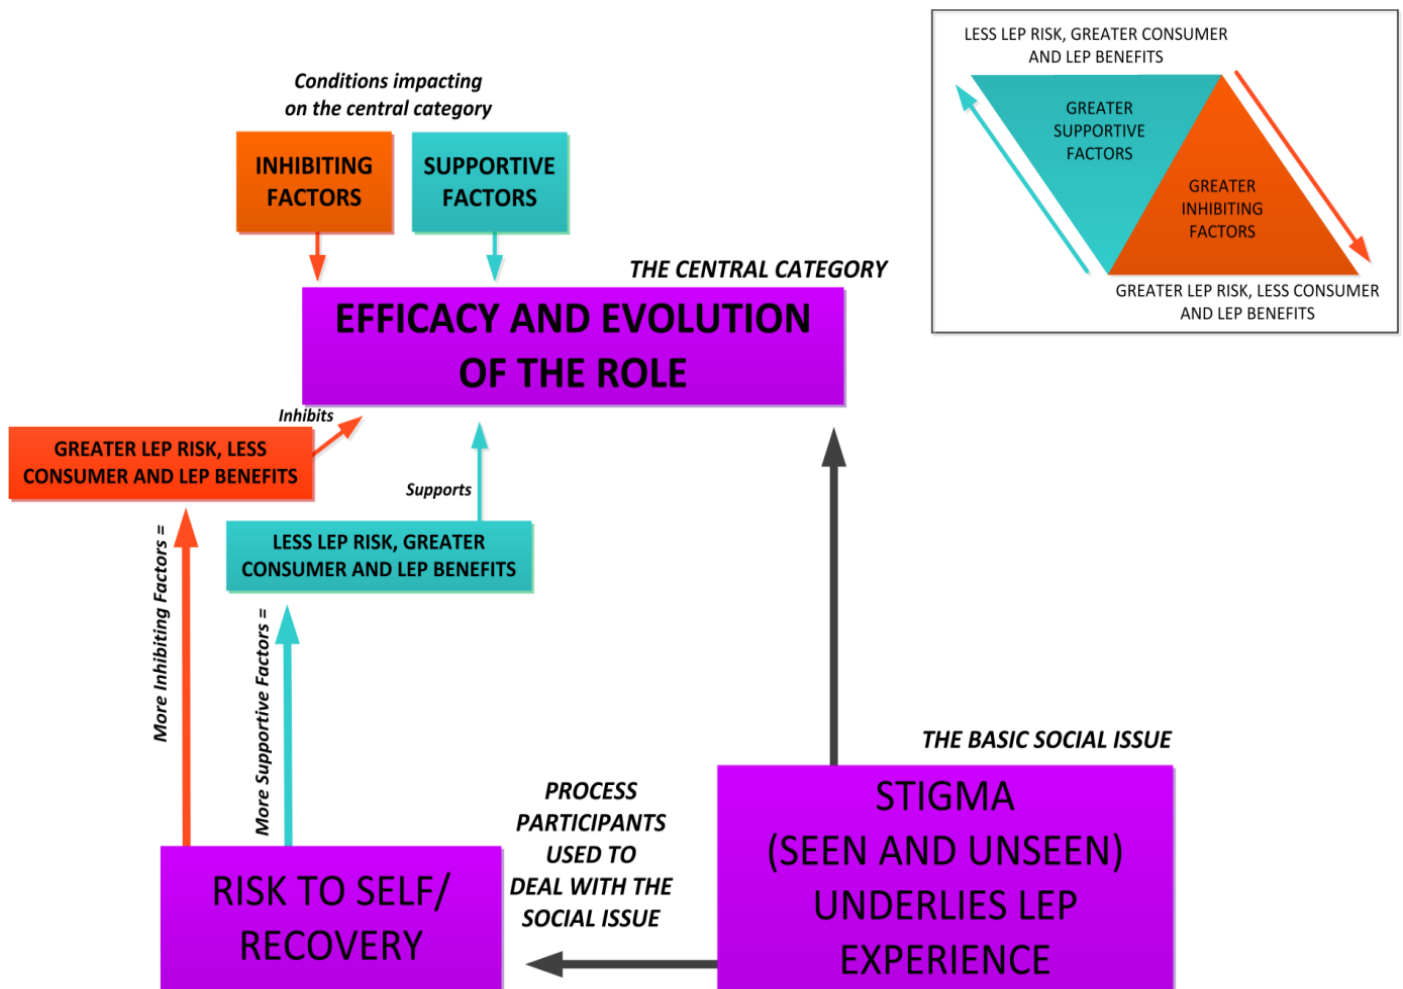 Conditions impacting
on the central category
INHIBITING
FACTORS
SUPPORTIVE
FACTORS
THE CENTRAL CATEGORY
EFFICACY AND EVOLUTION
OF THE ROLE
Inhibits
GREATER LEP RISK, LESS
CONSUMER AND LEP BENEFITS
Supports
LESS LEP RISK, GREATER
CONSUMER AND LEP BENEFITS
More Inhibiting Factors =
More Supportive Factors =
RISK TO SELF/
RECOVERY
PROCESS
PARTICIPANTS
USED TO
DEAL WITH THE
SOCIAL ISSUE
THE BASIC SOCIAL ISSUE
STIGMA
(SEEN AND UNSEEN)
UNDERLIES LEP
EXPERIENCE
LESS LEP RISK, GREATER CONSUMER
AND LEP BENEFITS
GREATER
SUPPORTIVE
FACTORS
GREATER
INHIBITING
FACTORS
GREATER LEP RISK, LESS CONSUMER
AND LEP BENEFITS